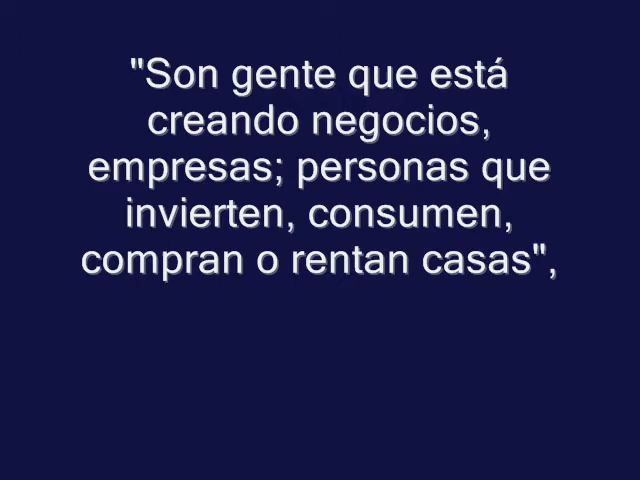 "Son gente que está
creando negocios,
empresas; personas que
invierten, consumen,
compran o rentan casas",